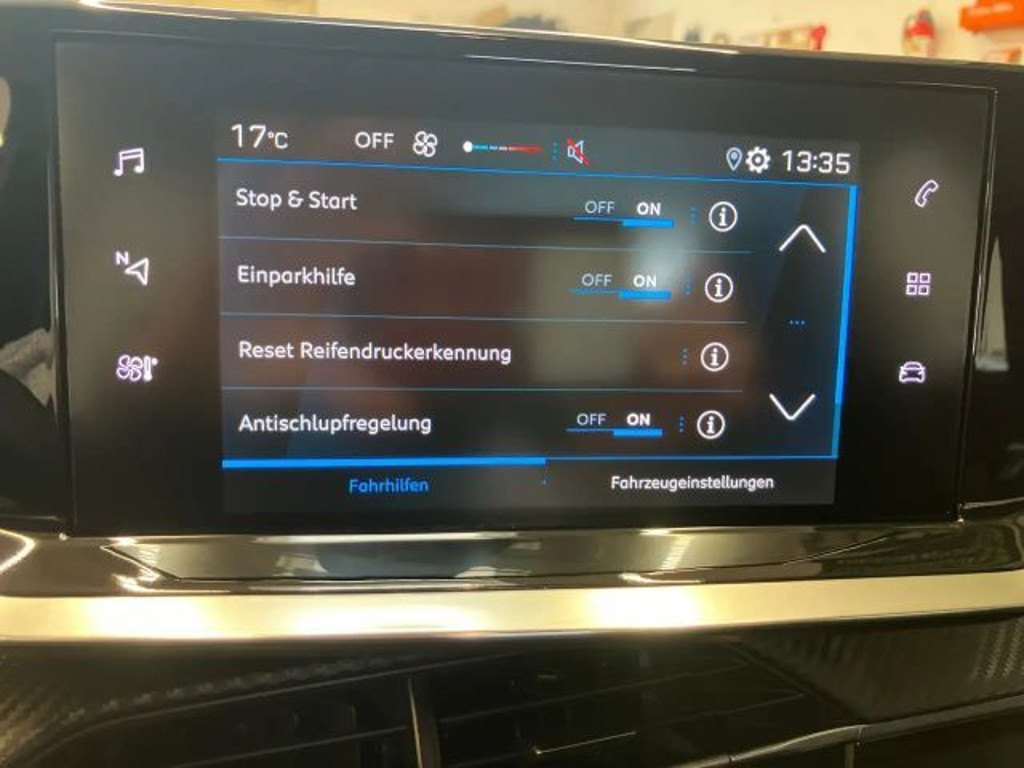 17°C OFF 13:35
Stop & Start OFF ON i
N
Einparkhilfe OFF ON i
Reset Reifendruckerkennung i
Antischlupfregelung OFF ON i
Fahrhilfen Fahrzeugeinstellungen